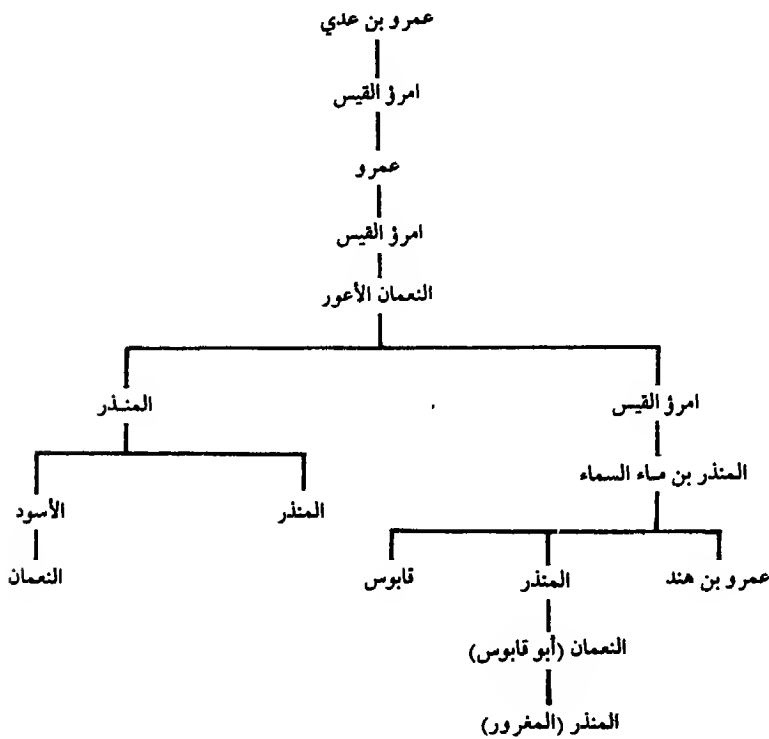 عمرو بن عدي
امرؤ القيس
عمرو
امرؤ القيس
النعمان الأعور
امرؤ القيس
المنذر
المنذر بن ماء السماء
المنذر
الأسود
عمرو بن هند
المنذر
قابوس
النعمان
النعمان (أبو قابوس)
المنذر (المغرور)